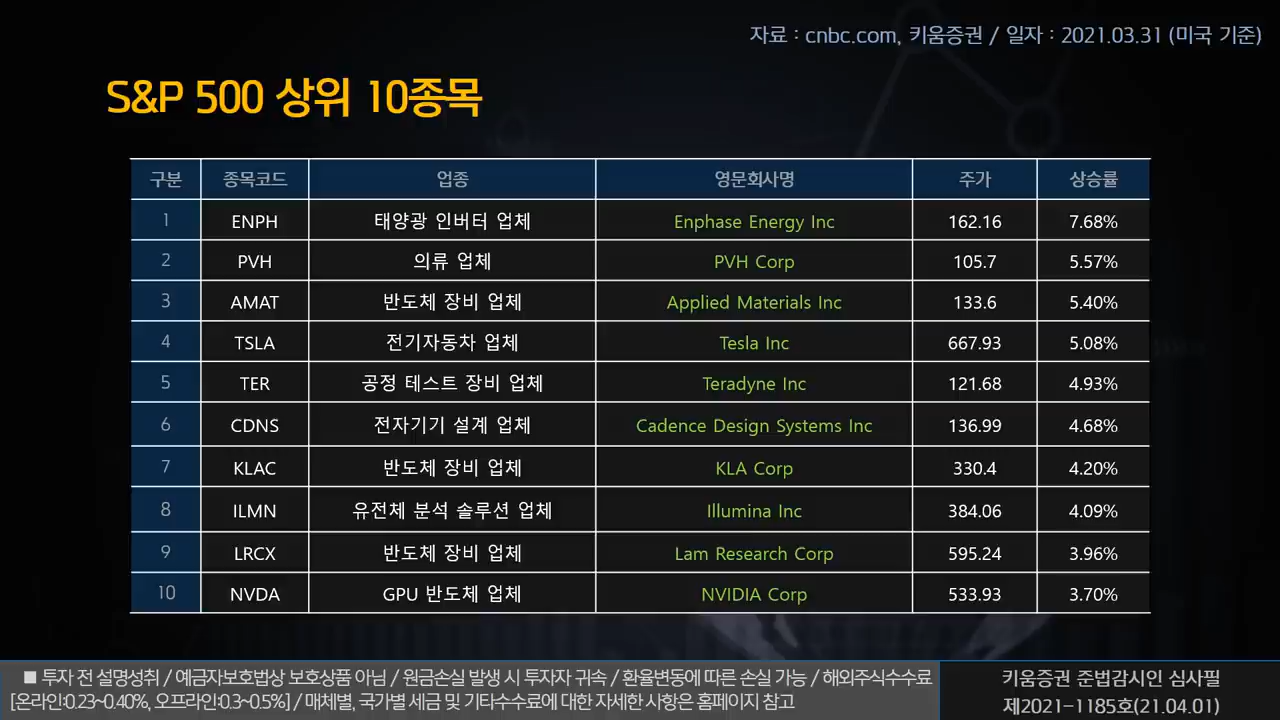 자료 : cnbc.com, 키움증권 / 일자 : 2021.03.31 (미국 기준)
S&P 500 상위 10종목
구분 종목코드 업종 영문회사명 주가 상승률
1 ENPH 태양광 인버터 업체 Enphase Energy Inc 162.16 7.68%
2 PVH 의류 업체 PVH Corp 105.7 5.57%
3 AMAT 반도체 장비 업체 Applied Materials Inc 133.6 5.40%
4 TSLA 전기자동차 업체 Tesla Inc 667.93 5.08%
5 TER 공정 테스트 장비 업체 Teradyne Inc 121.68 4.93%
6 CDNS 전자기기 설계 업체 Cadence Design Systems Inc 136.99 4.68%
7 KLAC 반도체 장비 업체 KLA Corp 330.4 4.20%
8 ILMN 유전체 분석 솔루션 업체 Illumina Inc 384.06 4.09%
9 LRCX 반도체 장비 업체 Lam Research Corp 595.24 3.96%
10 NVDA GPU 반도체 업체 NVIDIA Corp 533.93 3.70%
■ 투자 전 설명성취 / 예금자보호법상 보호상품 아님 / 원금손실 발생 시 투자자 귀속 / 환율변동에 따른 손실 가능 / 해외주식수수료
[온라인:0.23~0.40%, 오프라인:0.3~0.5%] / 매체별, 국가별 세금 및 기타수수료에 대한 자세한 사항은 홈페이지 참고
키움증권 준법감시인 심사필
제2021-1185호(21.04.01)